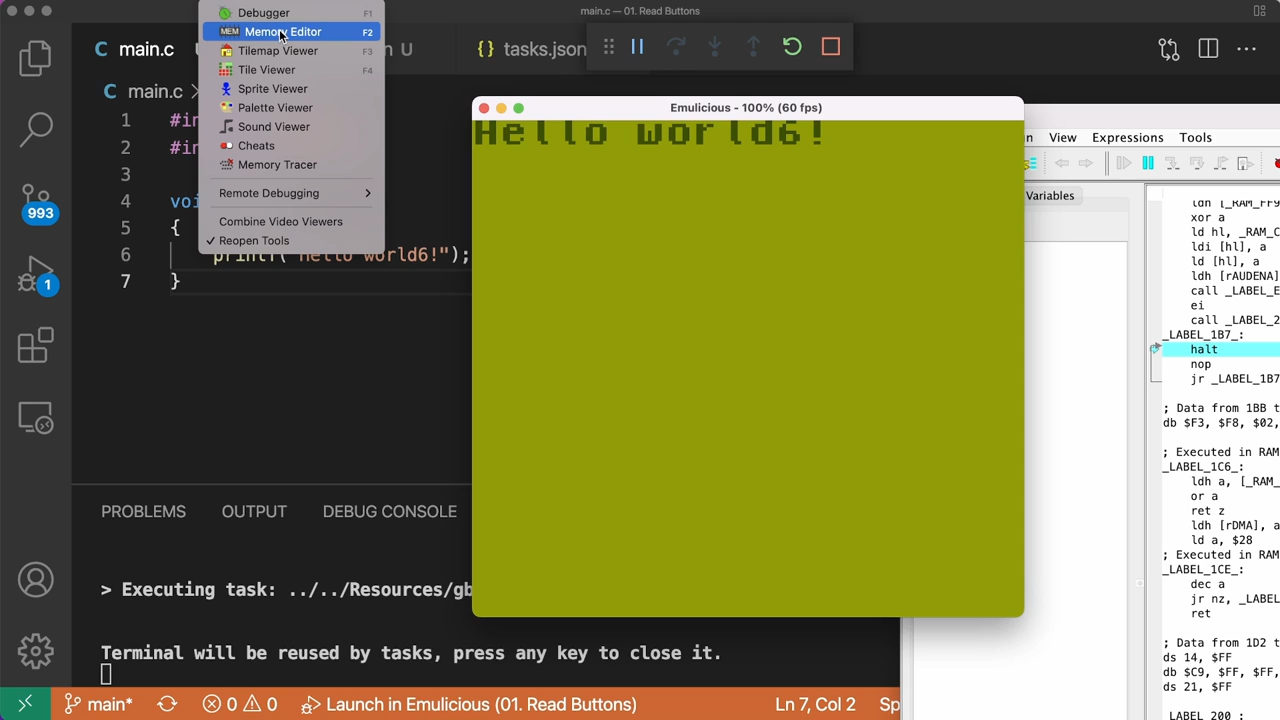 main.c — 01. Read Buttons
Debugger F1
MEM Memory Editor F2
Tilemap Viewer F3
Tile Viewer F4
Sprite Viewer
Palette Viewer
Sound Viewer
Cheats
Memory Tracer
Remote Debugging
Combine Video Viewers
✓ Reopen Tools
C main.c
U
{} tasks.json
C main.c >
1 #in
2 #in
3
4 voi
5 {
6 printf("Hello world6!");
7 }
Emulicious - 100% (60 fps)
Hello world6!
View Expressions Tools
Variables
ldh [_RAM_FF9
xor a
ld hl, _RAM_C
ldi [hl], a
ld [hl], a
ldh [rAUDENA]
call _LABEL_E
ei
call _LABEL_2
_LABEL_1B7_:
halt
nop
jr _LABEL_1B7
; Data from 1BB t
db $F3, $F8, $02,
; Executed in RAM
_LABEL_1C6_:
ldh a, [_RAM_
or a
ret z
ldh [rDMA], a
ld a, $28
; Executed in RAM
_LABEL_1CE_:
dec a
jr nz, _LABEL
ret
; Data from 1D2 t
ds 14, $FF
db $C9, $FF, $FF,
ds 21, $FF
_LABEL_200_:
993
1
PROBLEMS OUTPUT DEBUG CONSOLE
> Executing task: ../../Resources/gb
Terminal will be reused by tasks, press any key to close it.
main* 0 0 Launch in Emulicious (01. Read Buttons) Ln 7, Col 2 Sp